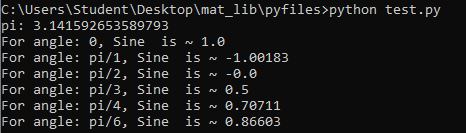 C:\Users\Student\Desktop\mat_lib\pyfiles>python test.py
pi: 3.141592653589793
For angle: 0, Sine  is ~ 1.0
For angle: pi/1, Sine  is ~ -1.00183
For angle: pi/2, Sine  is ~ -0.0
For angle: pi/3, Sine  is ~ 0.5
For angle: pi/4, Sine  is ~ 0.70711
For angle: pi/6, Sine  is ~ 0.86603